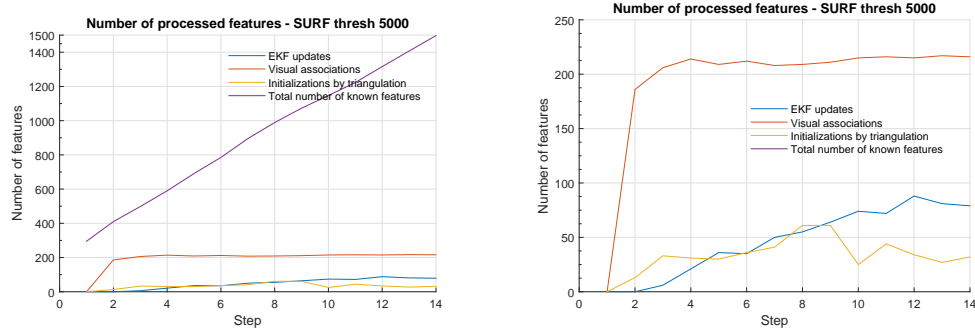 Number of processed features - SURF thresh 5000
1500
1400
1200
1000
800
600
400
200
0
Number of features
EKF updates
Visual associations
Initializations by triangulation
Total number of known features
0 2 4 6 8 10 12 14
Step
Number of processed features - SURF thresh 5000
250
200
150
100
50
0
Number of features
EKF updates
Visual associations
Initializations by triangulation
Total number of known features
0 2 4 6 8 10 12 14
Step